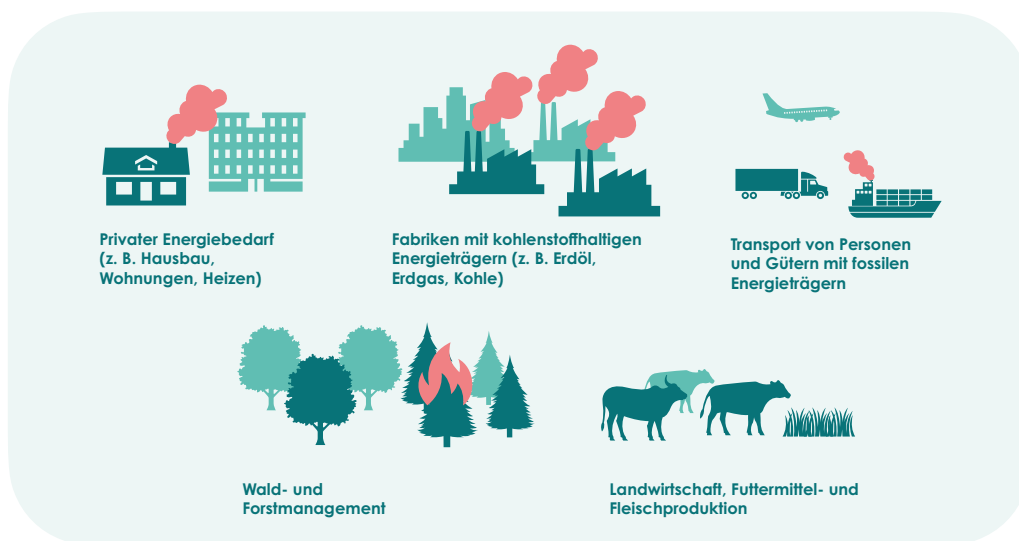 Privater Energiebedarf
(z. B. Hausbau,
Wohnungen, Heizen)
Fabriken mit kohlenstoffhaltigen
Energieträgern (z. B. Erdöl,
Erdgas, Kohle)
Transport von Personen
und Gütern mit fossilen
Energieträgern
Wald- und
Forstmanagement
Landwirtschaft, Futtermittel- und
Fleischproduktion